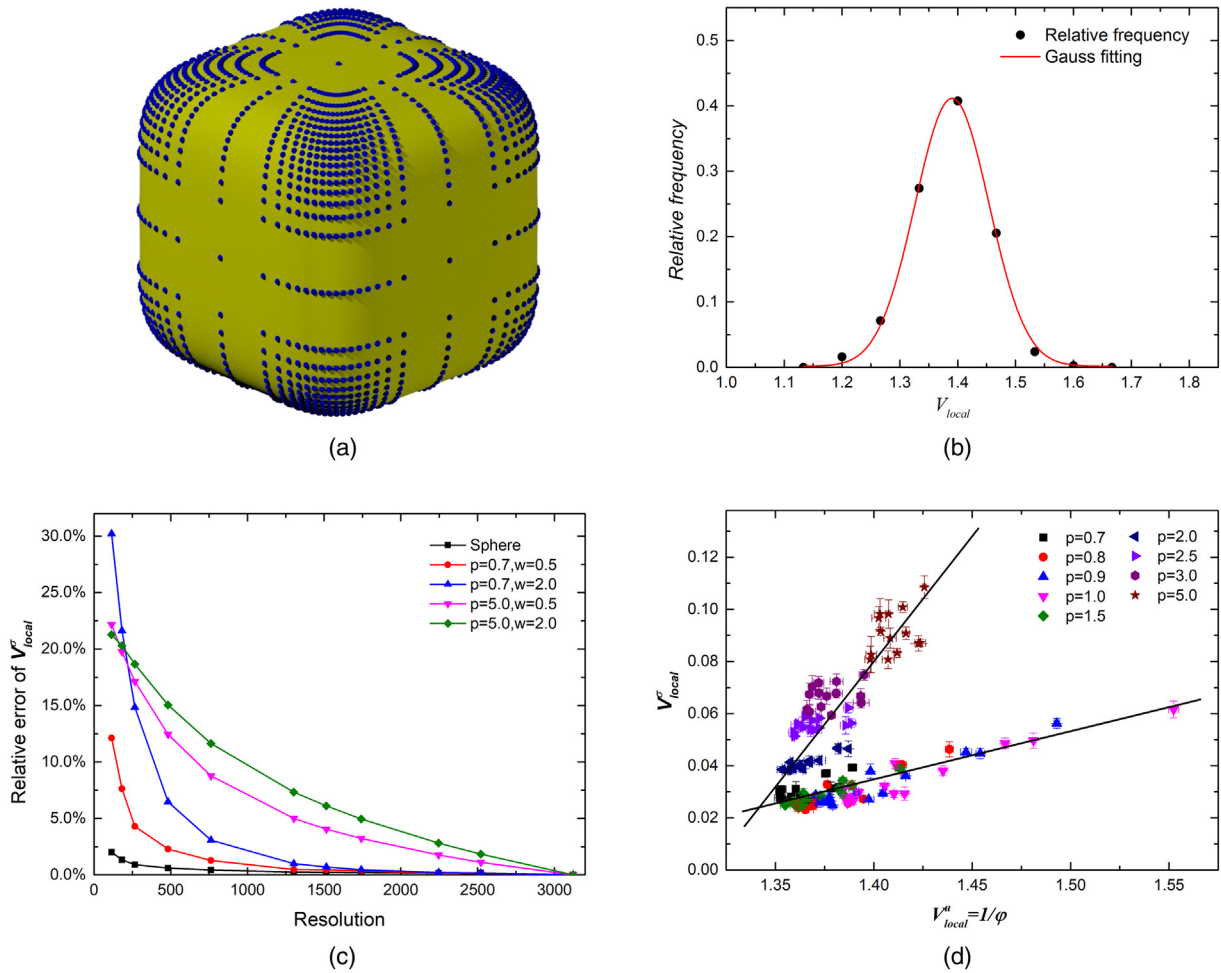 (a)
0.5
0.4
0.3
0.2
0.1
0.0
Relative frequency
Relative frequency
Gauss fitting
1.0 1.1 1.2 1.3 1.4 1.5 1.6 1.7 1.8
V_local
(b)
30.0%
25.0%
20.0%
15.0%
10.0%
5.0%
0.0%
Relative error of V^σ_local
Sphere
p=0.7,w=0.5
p=0.7,w=2.0
p=5.0,w=0.5
p=5.0,w=2.0
0 500 1000 1500 2000 2500 3000
Resolution
(c)
0.12
0.10
0.08
0.06
0.04
0.02
0.00
V^σ_local
p=0.7
p=0.8
p=0.9
p=1.0
p=1.5
p=2.0
p=2.5
p=3.0
p=5.0
1.35 1.40 1.45 1.50 1.55
V^u_local=1/φ
(d)